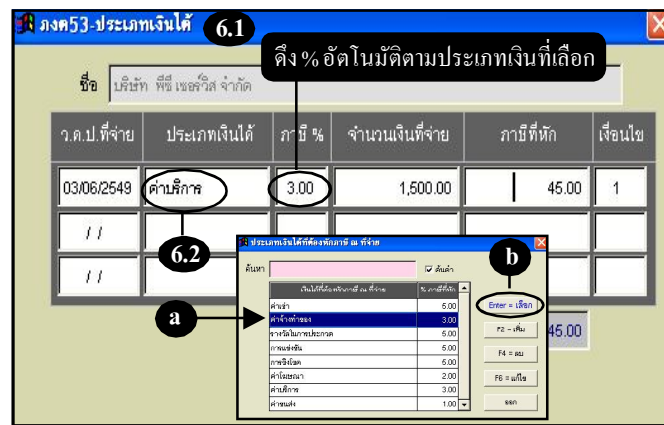 ภงด53-ประเภทเงินได้ 6.1
ดึง % อัตโนมัติตามประเภทเงินที่เลือก
ชื่อ บริษัท พีซี เซอร์วิส จำกัด
ว.ด.ป.ที่จ่าย ประเภทเงินได้ ภาษี % จำนวนเงินที่จ่าย ภาษีที่หัก เงื่อนไข
03/06/2549 ค่าบริการ 3.00 1,500.00 45.00 1
/ /
/ /
6.2
45.00
ประเภทเงินได้ที่ต้องหักภาษี ณ ที่จ่าย
b
ค้นหา ต้นคำ
a
เงินได้ที่ต้องหักภาษี ณ ที่จ่าย % ภาษีที่หัก
ค่าเช่า 5.00
ค่าจ้างทำของ 3.00
รางวัลในการประกวด 5.00
การแข่งขัน 5.00
การชิงโชค 5.00
ค่าโฆษณา 2.00
ค่าบริการ 3.00
ค่าขนส่ง 1.00
Enter = เลือก
F2 = เพิ่ม
F4 = ลบ
F6 = แก้ไข
ออก